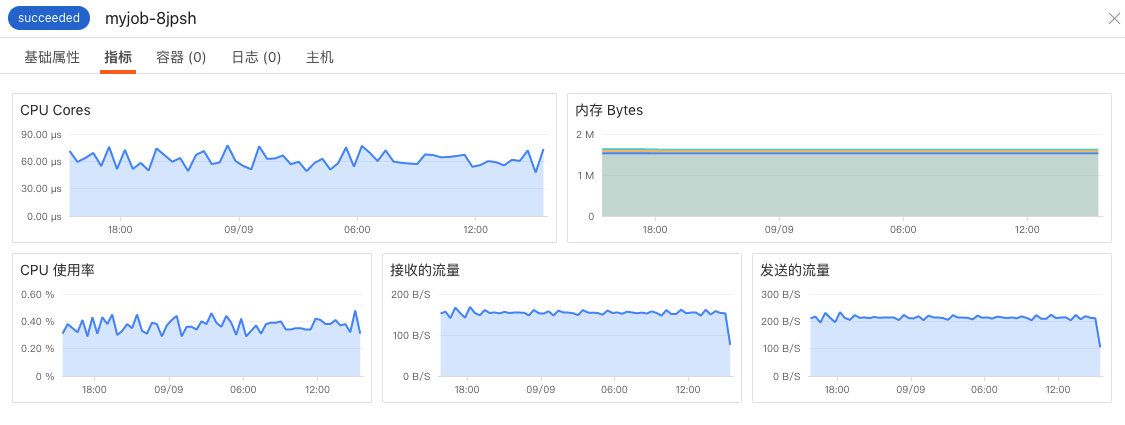 succeeded myjob-8jpsh
基础属性 指标 容器 (0) 日志 (0) 主机
CPU Cores
90.00 µs
60.00 µs
30.00 µs
0.00 µs
18:00 09/09 06:00 12:00
内存 Bytes
2 M
1 M
0
18:00 09/09 06:00 12:00
CPU 使用率
0.60 %
0.40 %
0.20 %
0 %
18:00 09/09 06:00 12:00
接收的流量
200 B/S
100 B/S
0 B/S
18:00 09/09 06:00 12:00
发送的流量
300 B/S
200 B/S
100 B/S
0 B/S
18:00 09/09 06:00 12:00